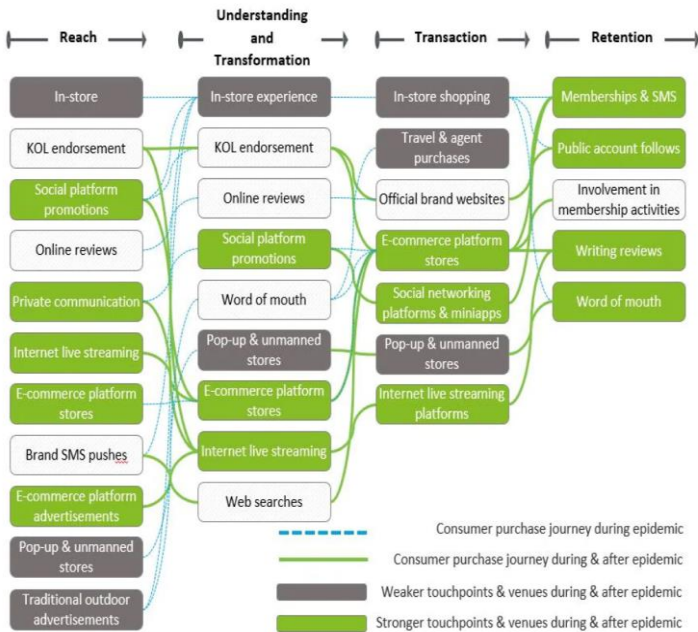 Reach
Understanding
and
Transformation
Transaction
Retention
In-store
KOL endorsement
Social platform
promotions
Online reviews
Private communication
Internet live streaming
E-commerce platform
stores
Brand SMS pushes
E-commerce platform
advertisements
Pop-up & unmanned
stores
Traditional outdoor
advertisements
In-store experience
KOL endorsement
Online reviews
Social platform
promotions
Word of mouth
Pop-up & unmanned
stores
E-commerce platform
stores
Internet live streaming
Web searches
In-store shopping
Travel & agent
purchases
Official brand websites
E-commerce platform
stores
Social networking
platforms & miniapps
Pop-up & unmanned
stores
Internet live streaming
platforms
Memberships & SMS
Public account follows
Involvement in
membership activities
Writing reviews
Word of mouth
Consumer purchase journey during epidemic
Consumer purchase journey during & after epidemic
Weaker touchpoints & venues during & after epidemic
Stronger touchpoints & venues during & after epidemic